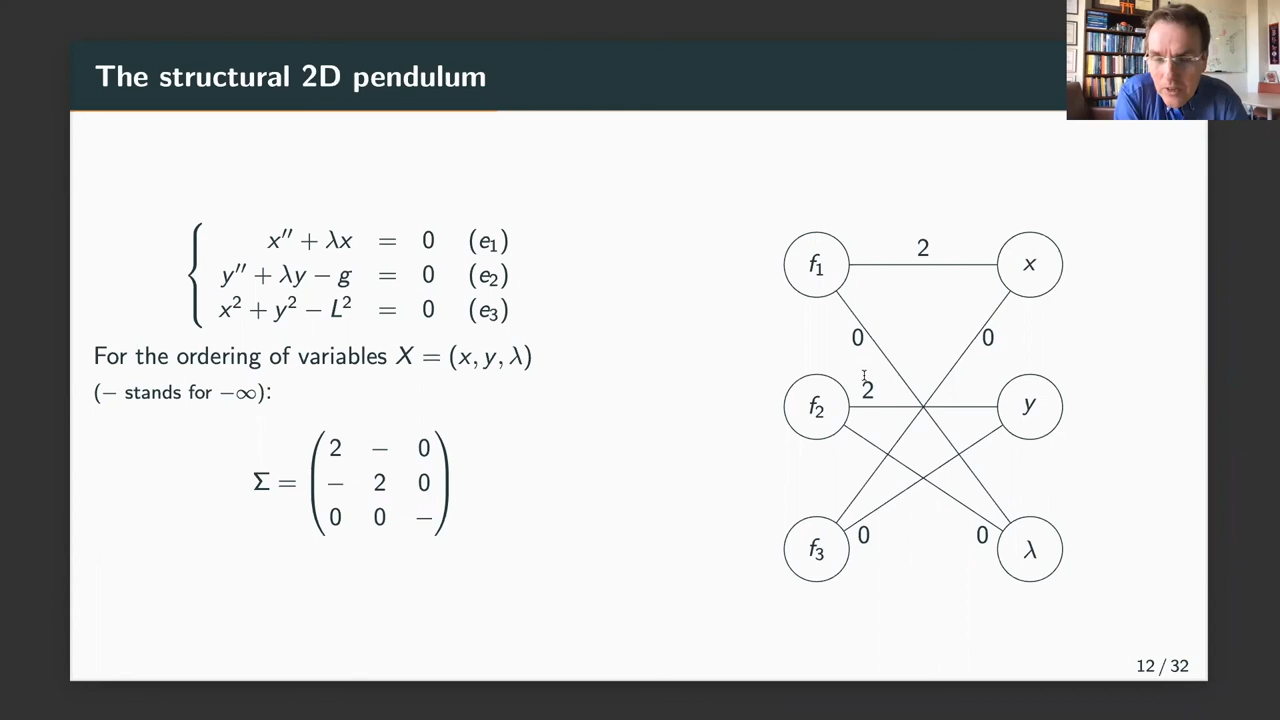 The structural 2D pendulum
x′′ + λx = 0 (e₁)
y′′ + λy − g = 0 (e₂)
x² + y² − L² = 0 (e₃)
For the ordering of variables X = (x, y, λ)
(− stands for −∞):
Σ = ( 2 − 0
− 2 0
0 0 − )
f₁ 2 x
0 0
2
f₂ y
0 0
f₃ λ
12 / 32